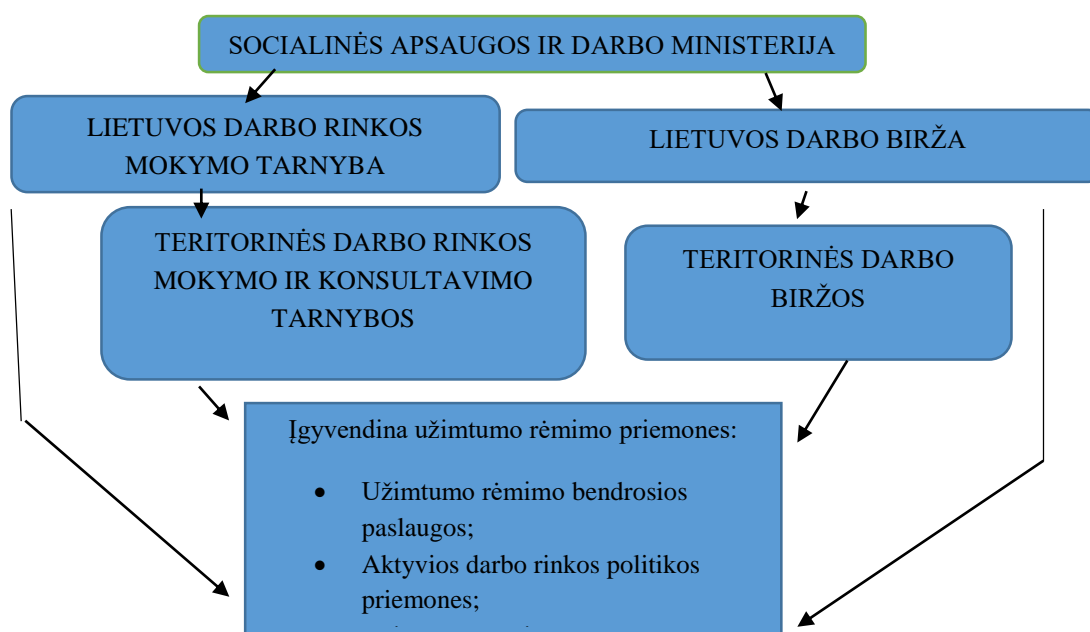 SOCIALINĖS APSAUGOS IR DARBO MINISTERIJA
LIETUVOS DARBO RINKOS
MOKYMO TARNYBA
LIETUVOS DARBO BIRŽA
TERITORINĖS DARBO RINKOS
MOKYMO IR KONSULTAVIMO
TARNYBOS
TERITORINĖS DARBO
BIRŽOS
Įgyvendina užimtumo rėmimo priemones:
• Užimtumo rėmimo bendrosios
paslaugos;
• Aktyvios darbo rinkos politikos
priemones;